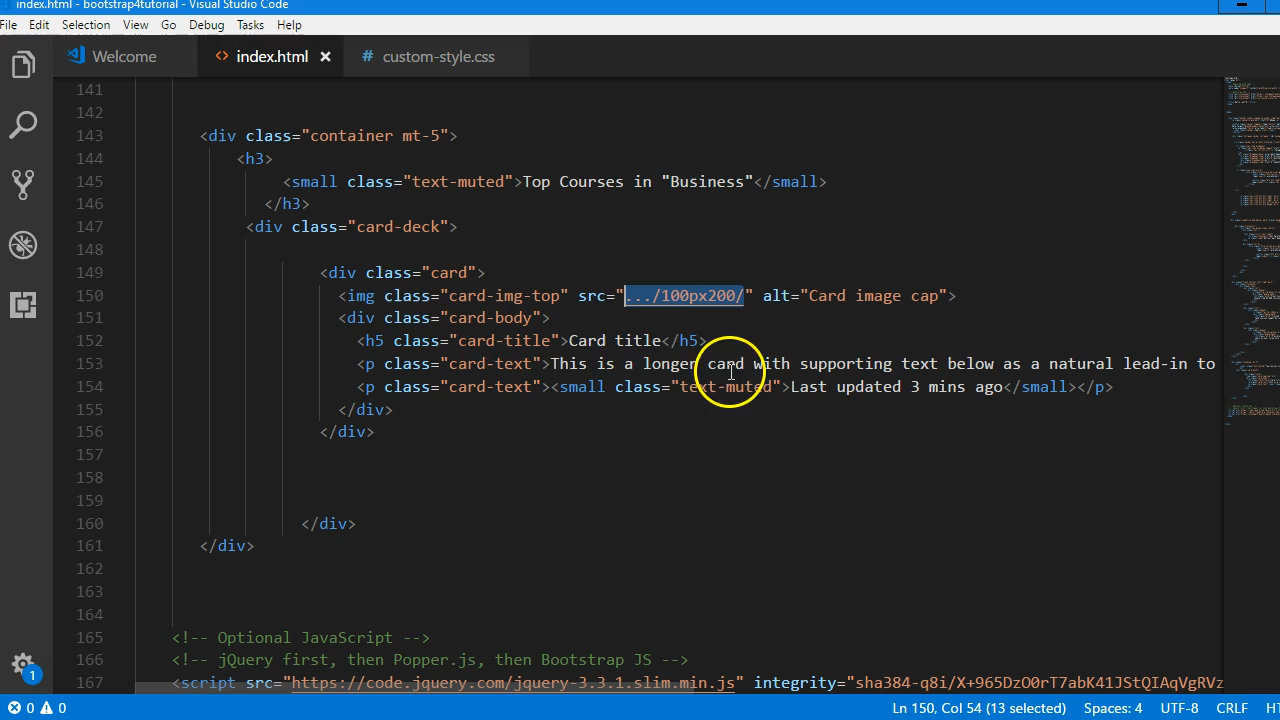 index.html - bootstrap4tutorial - Visual Studio Code
File Edit Selection View Go Debug Tasks Help
Welcome index.html custom-style.css
141
142
143 <div class="container mt-5">
144 <h3>
145 <small class="text-muted">Top Courses in "Business"</small>
146 </h3>
147 <div class="card-deck">
148
149 <div class="card">
150 <img class="card-img-top" src=".../100px200/" alt="Card image cap">
151 <div class="card-body">
152 <h5 class="card-title">Card title</h5>
153 <p class="card-text">This is a longer card with supporting text below as a natural lead-in to
154 <p class="card-text"><small class="text-muted">Last updated 3 mins ago</small></p>
155 </div>
156 </div>
157
158
159
160 </div>
161 </div>
162
163
164
165 <!-- Optional JavaScript -->
166 <!-- jQuery first, then Popper.js, then Bootstrap JS -->
167 <script src="https://code.jquery.com/jquery-3.3.1.slim.min.js" integrity="sha384-q8i/X+965DzO0rT7abK41JStQIAqVgRVz
1
0 0 Ln 150, Col 54 (13 selected) Spaces: 4 UTF-8 CRLF HT